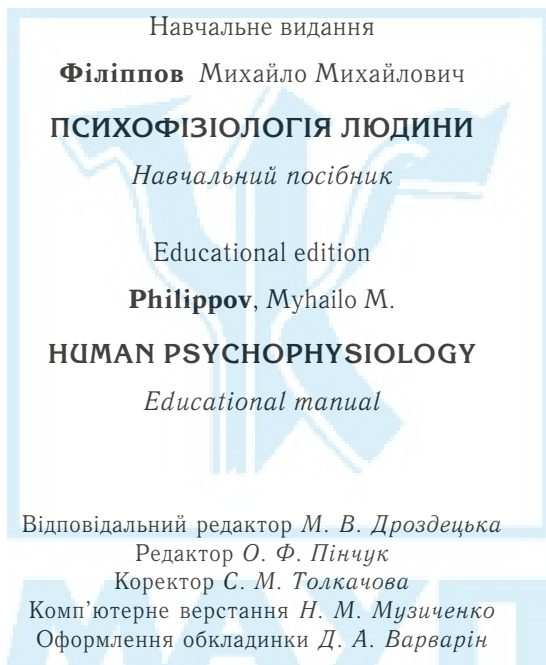 Навчальне видання
Філіппов Михайло Михайлович
ПСИХОФІЗІОЛОГІЯ ЛЮДИНИ
Навчальний посібник
Educational edition
Philippov, Myhailo M.
HUMAN PSYCHOPHYSIOLOGY
Educational manual
Відповідальний редактор М. В. Дроздецька
Редактор О. Ф. Пінчук
Коректор С. М. Толкачова
Комп’ютерне верстання Н. М. Музиченко
Оформлення обкладинки Д. А. Варварін
МАУП